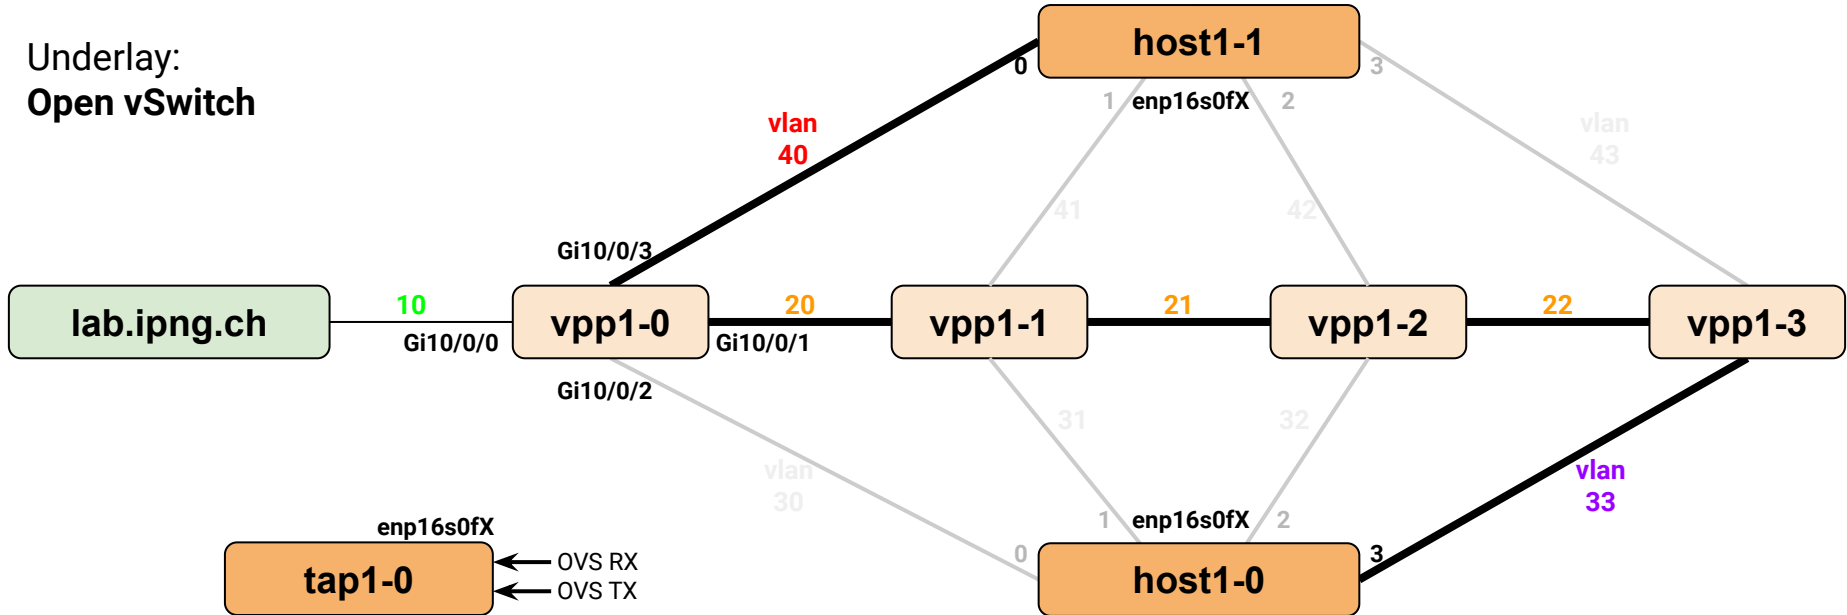 Underlay:
Open vSwitch
host1-1
0
3
1
enp16s0fX
2
vlan
40
vlan
43
41
42
Gi10/0/3
lab.ipng.ch
10
Gi10/0/0
vpp1-0
20
Gi10/0/1
vpp1-1
21
vpp1-2
22
vpp1-3
Gi10/0/2
31
32
vlan
30
vlan
33
enp16s0fX
1
enp16s0fX
2
0
3
tap1-0
OVS RX
OVS TX
host1-0